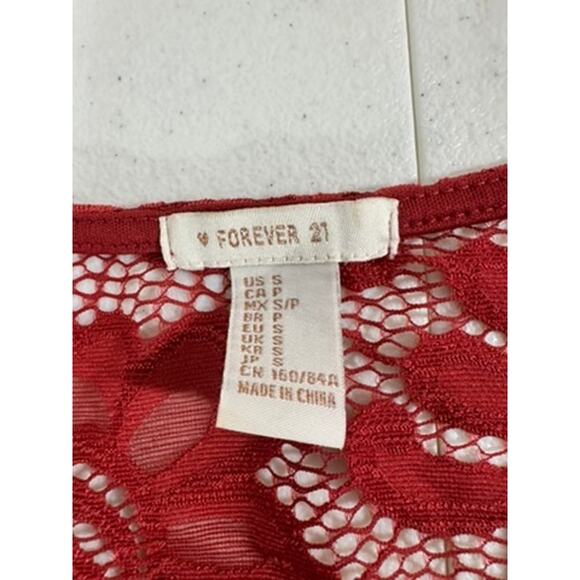 ♥ FOREVER 21
US S
CA P
MX S/P
BR P
EU S
UK S
KR S
JP S
CN 160/84A
MADE IN CHINA